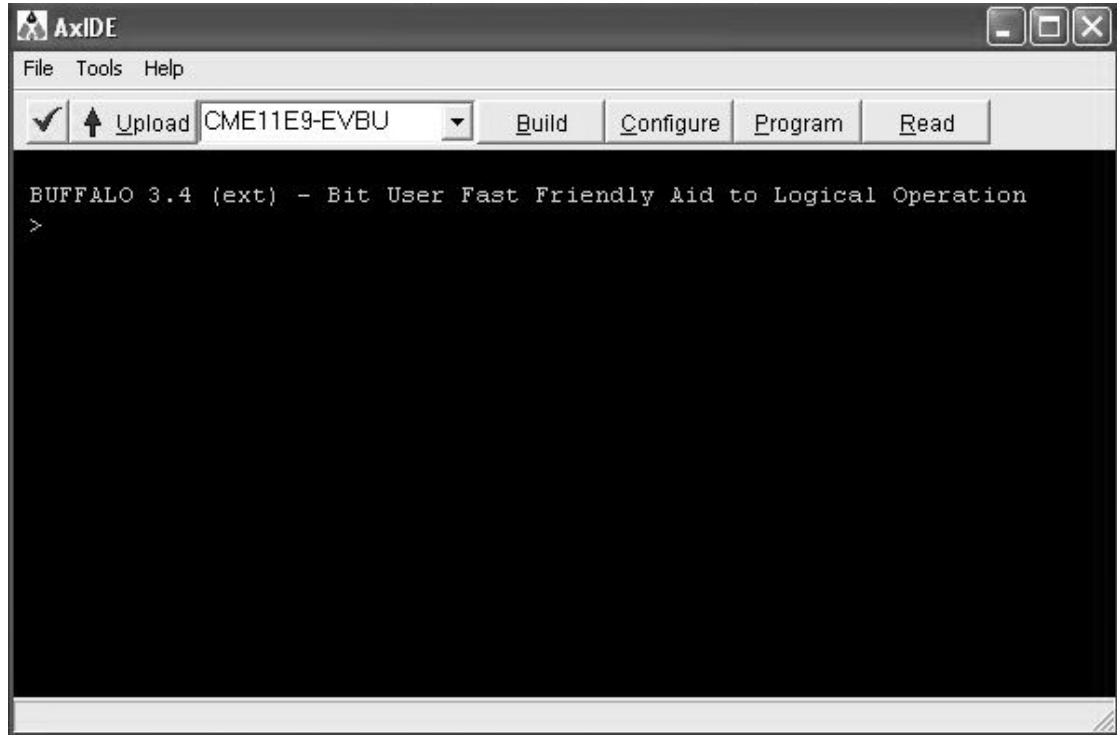 AxIDE
File Tools Help
Upload CME11E9-EVBU Build Configure Program Read
BUFFALO 3.4 (ext) - Bit User Fast Friendly Aid to Logical Operation
>